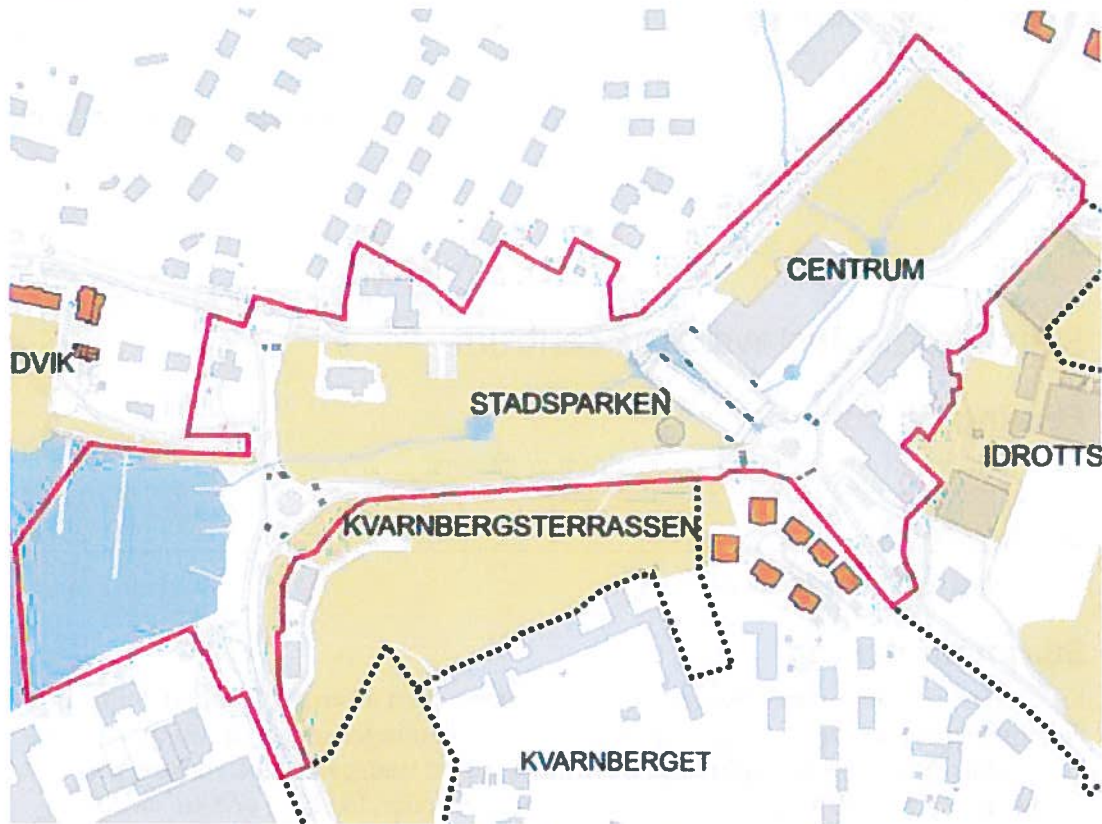 CENTRUM
DVIK
STADSPARKEN
IDROTTS
KVARNBERGSTERRASSEN
KVARNBERGET